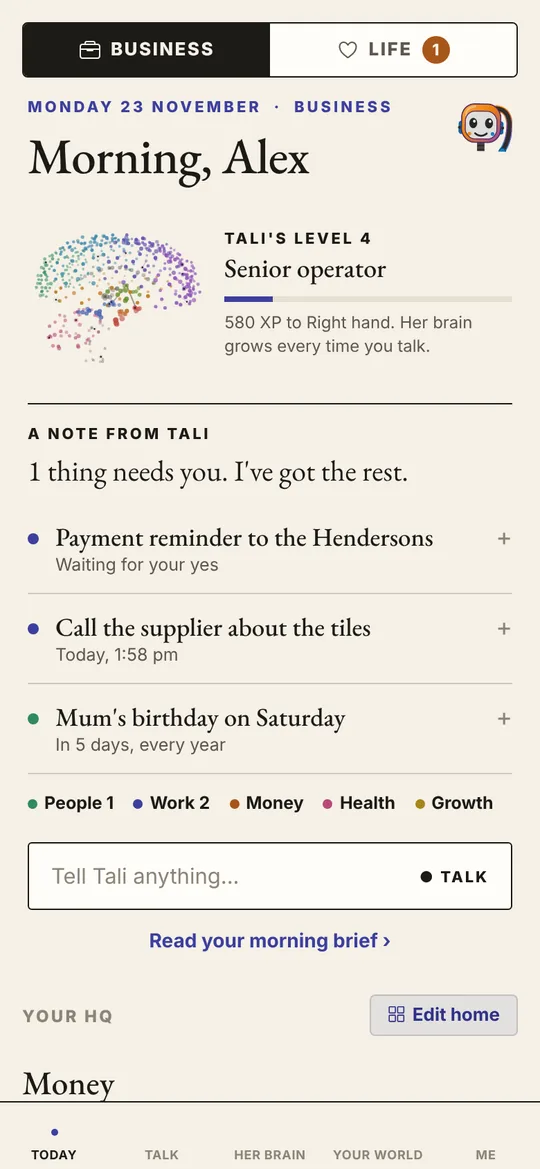 BUSINESS
LIFE 1
MONDAY 23 NOVEMBER · BUSINESS
Morning, Alex
TALI'S LEVEL 4
Senior operator
580 XP to Right hand. Her brain
grows every time you talk.
A NOTE FROM TALI
1 thing needs you. I've got the rest.
Payment reminder to the Hendersons +
Waiting for your yes
Call the supplier about the tiles +
Today, 1:58 pm
Mum's birthday on Saturday +
In 5 days, every year
People 1 Work 2 Money Health Growth
Tell Tali anything... TALK
Read your morning brief ›
YOUR HQ
Edit home
Money
TODAY TALK HER BRAIN YOUR WORLD ME